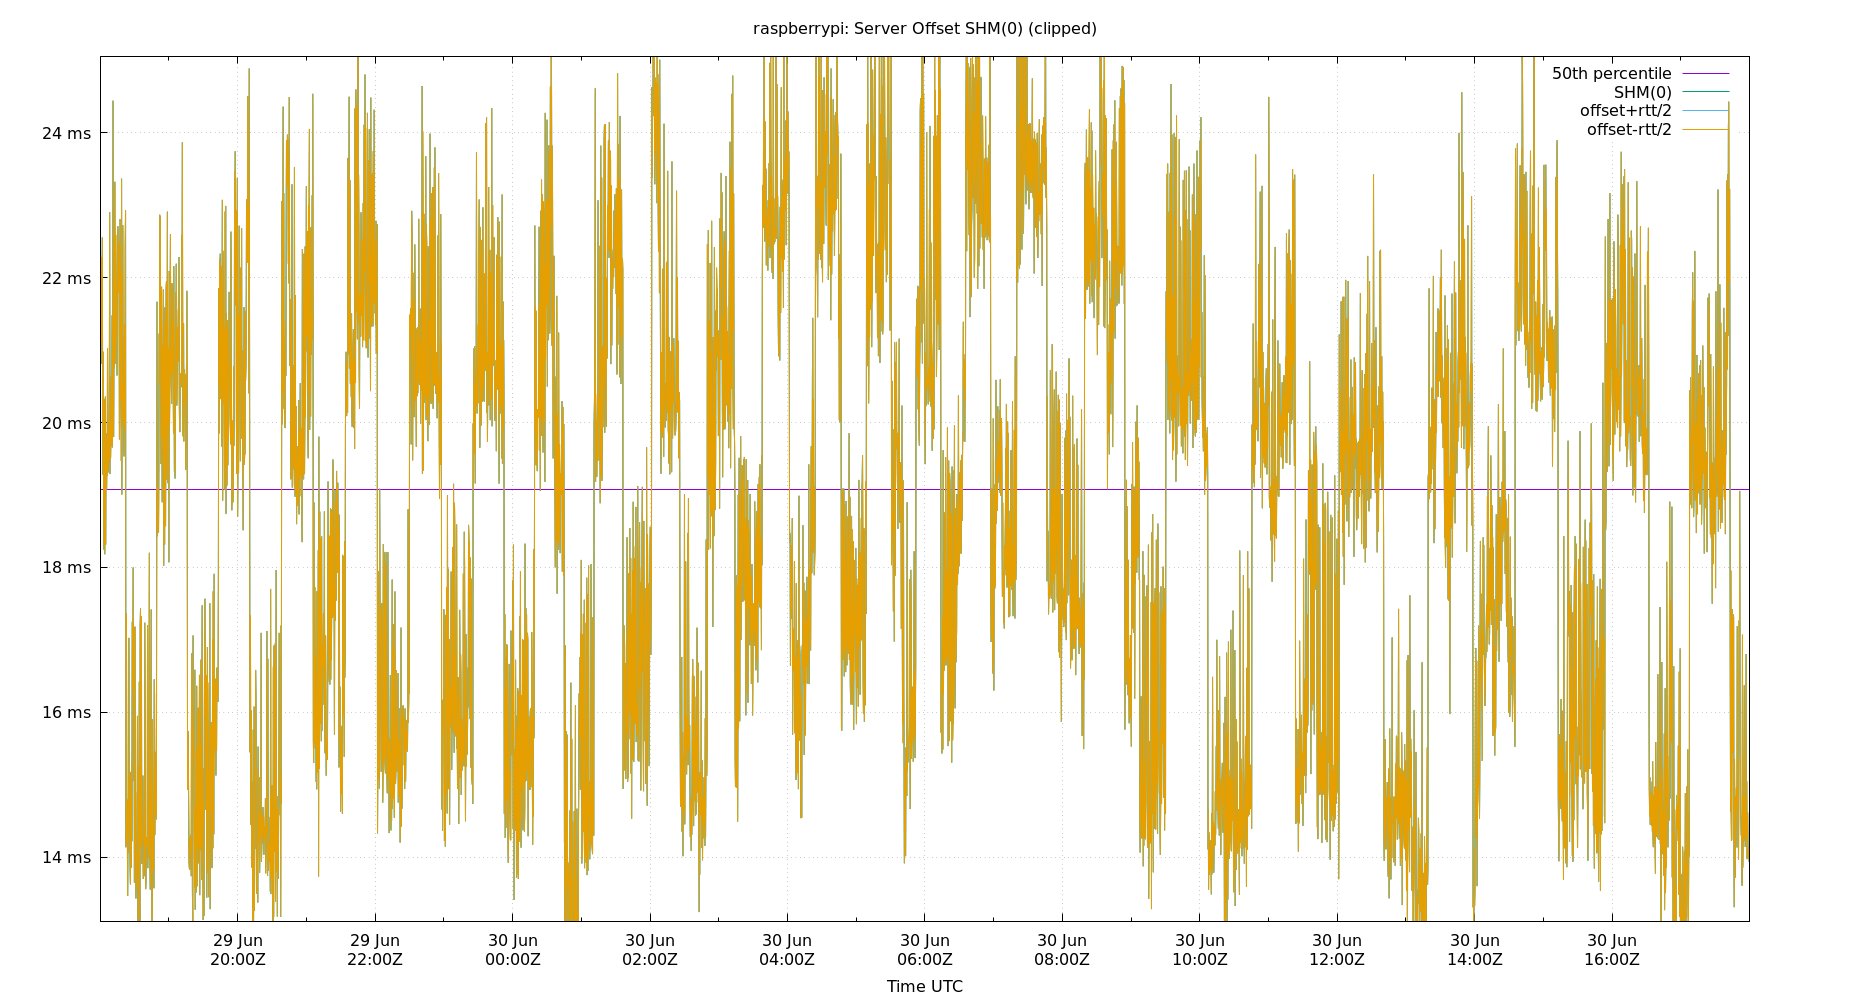 raspberrypi: Server Offset SHM(0) (clipped)
50th percentile
SHM(0)
offset+rtt/2
offset-rtt/2
24 ms
22 ms
20 ms
18 ms
16 ms
14 ms
29 Jun 29 Jun 30 Jun 30 Jun 30 Jun 30 Jun 30 Jun 30 Jun 30 Jun 30 Jun 30 Jun
20:00Z 22:00Z 00:00Z 02:00Z 04:00Z 06:00Z 08:00Z 10:00Z 12:00Z 14:00Z 16:00Z
Time UTC